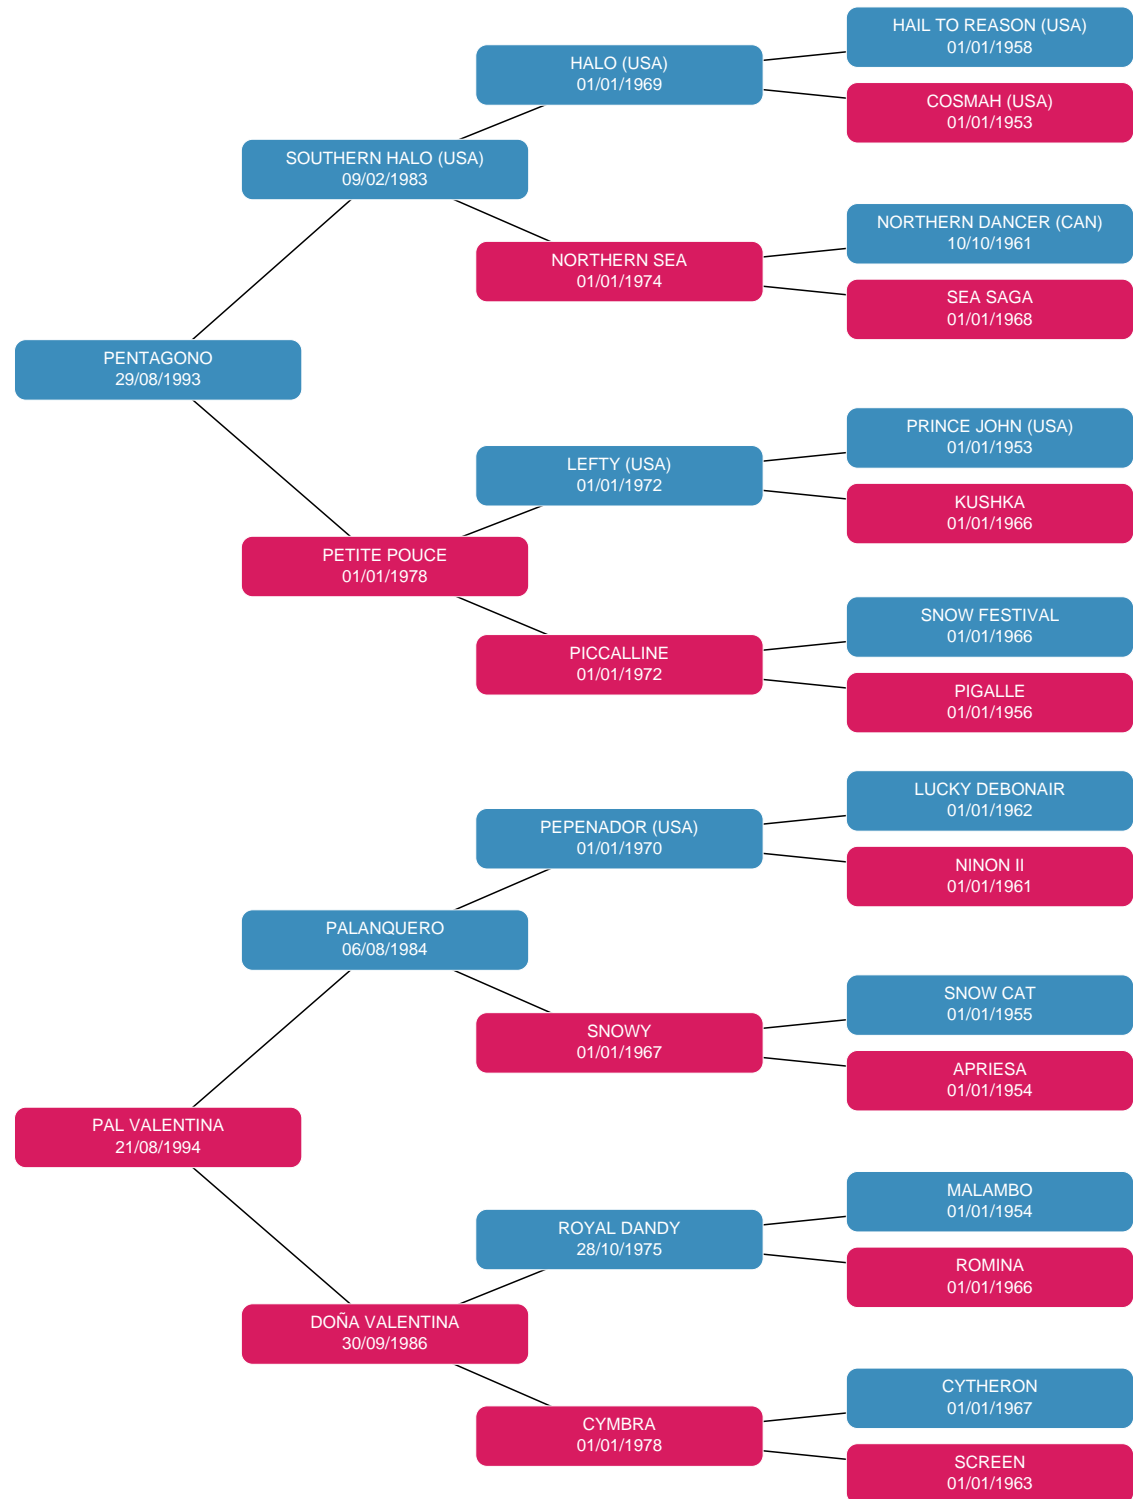 HAIL TO REASON (USA)
01/01/1958
HALO (USA)
01/01/1969
COSMAH (USA)
01/01/1953
SOUTHERN HALO (USA)
09/02/1983
NORTHERN DANCER (CAN)
10/10/1961
NORTHERN SEA
01/01/1974
SEA SAGA
01/01/1968
PENTAGONO
29/08/1993
PRINCE JOHN (USA)
01/01/1953
LEFTY (USA)
01/01/1972
KUSHKA
01/01/1966
PETITE POUCE
01/01/1978
SNOW FESTIVAL
01/01/1966
PICCALLINE
01/01/1972
PIGALLE
01/01/1956
LUCKY DEBONAIR
01/01/1962
PEPENADOR (USA)
01/01/1970
NINON II
01/01/1961
PALANQUERO
06/08/1984
SNOW CAT
01/01/1955
SNOWY
01/01/1967
APRIESA
01/01/1954
PAL VALENTINA
21/08/1994
MALAMBO
01/01/1954
ROYAL DANDY
28/10/1975
ROMINA
01/01/1966
DOÑA VALENTINA
30/09/1986
CYTHERON
01/01/1967
CYMBRA
01/01/1978
SCREEN
01/01/1963